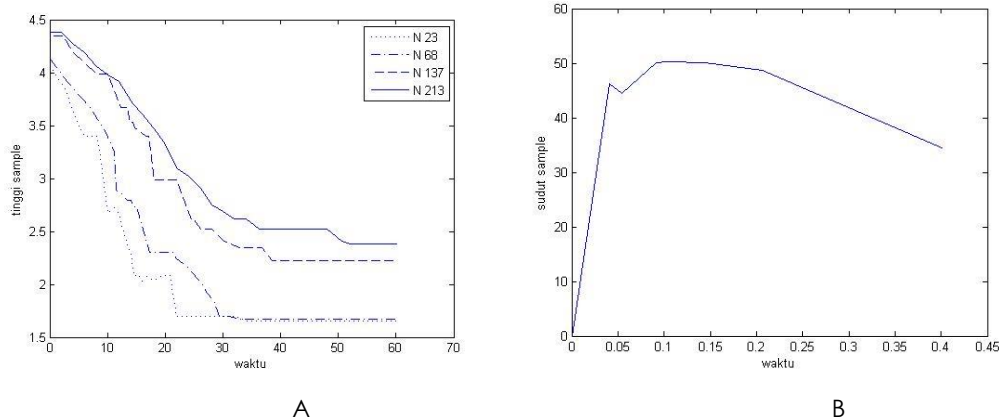 4.5
4
3.5
3
2.5
2
1.5
tinggi sample
0 10 20 30 40 50 60 70
waktu
N 23
N 68
N 137
N 213
A
60
50
40
30
20
10
0
sudut sample
0 0.05 0.1 0.15 0.2 0.25 0.3 0.35 0.4 0.45
waktu
B